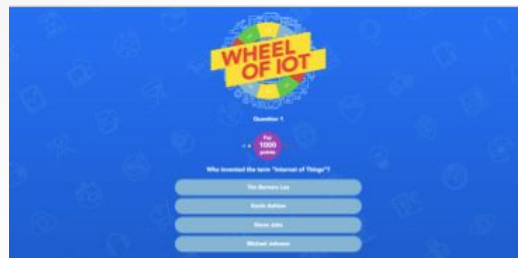 WHEEL
OF IOT
Question 1
For
1000
points
Who invented the term "Internet of Things"?
Tim Berners Lee
Kevin Ashton
Steve Jobs
Michael Johnson